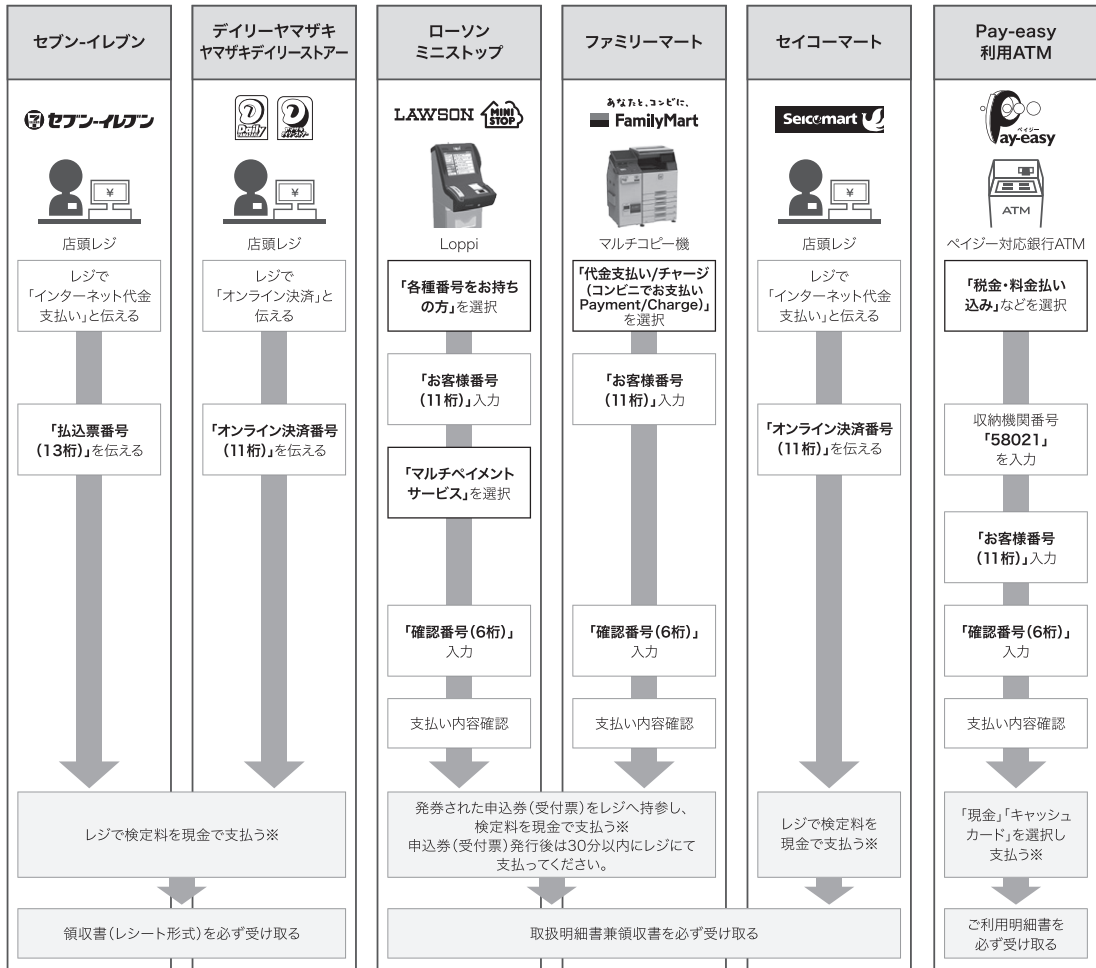 セブン-イレブン
デイリーヤマザキ
ヤマザキデイリーストアー
ローソン
ミニストップ
ファミリーマート
セイコーマート
Pay-easy
利用ATM
セブン-イレブン
Daily
LAWSON
MINI
STOP
あなたと、コンビに、
FamilyMart
Seicomart
ペイジー
Pay-easy
¥
¥
¥
ATM
店頭レジ
店頭レジ
Loppi
マルチコピー機
店頭レジ
ペイジー対応銀行ATM
レジで
「インターネット代金
支払い」と伝える
レジで
「オンライン決済」と
伝える
「各種番号をお持ち
の方」を選択
「代金支払い/チャージ
(コンビニでお支払い
Payment/Charge)」
を選択
レジで
「インターネット代金
支払い」と伝える
「税金・料金払い
込み」などを選択
「お客様番号
(11桁)」入力
「お客様番号
(11桁)」入力
「払込票番号
(13桁)」を伝える
「オンライン決済番号
(11桁)」を伝える
「オンライン決済番号
(11桁)」を伝える
収納機関番号
「58021」
を入力
「マルチペイメント
サービス」を選択
「お客様番号
(11桁)」入力
「確認番号(6桁)」
入力
「確認番号(6桁)」
入力
「確認番号(6桁)」
入力
支払い内容確認
支払い内容確認
支払い内容確認
レジで検定料を現金で支払う※
発券された申込券(受付票)をレジへ持参し、
検定料を現金で支払う※
申込券(受付票)発行後は30分以内にレジにて
支払ってください。
レジで検定料を
現金で支払う※
「現金」「キャッシュ
カード」を選択し
支払う※
領収書(レシート形式)を必ず受け取る
取扱明細書兼領収書を必ず受け取る
ご利用明細書を
必ず受け取る